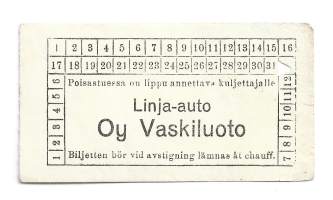 1 2 3 4 5 6 7 8 9 10 11 12 13 14 15 16
17 18 19 20 21 22 23 24 25 26 27 28 29 30 31
1 2 3 4 5 6
Poistuessa on lippu annettava kuljettajalle
Linja-auto
Oy Vaskiluoto
Biljetten bör vid avstigning lämnas åt chauff.
7 8 9 10 11 12